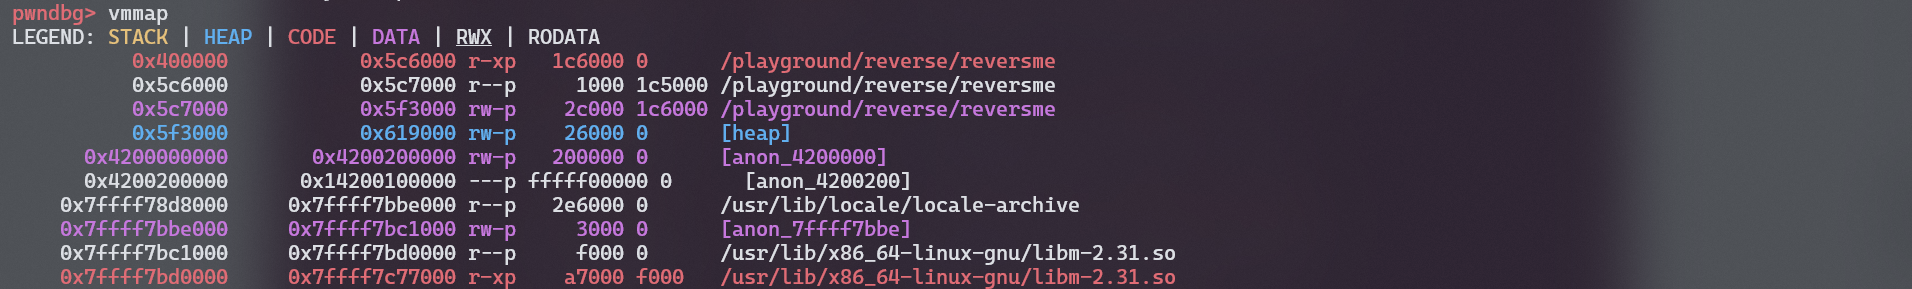 pwndbg> vmmap
LEGEND: STACK | HEAP | CODE | DATA | RWX | RODATA
0x400000 0x5c6000 r-xp 1c6000 0 /playground/reverse/reversme
0x5c6000 0x5c7000 r--p 1000 1c5000 /playground/reverse/reversme
0x5c7000 0x5f3000 rw-p 2c000 1c6000 /playground/reverse/reversme
0x5f3000 0x619000 rw-p 26000 0 [heap]
0x4200000000 0x4200200000 rw-p 200000 0 [anon_4200000]
0x4200200000 0x14200100000 ---p fffff00000 0 [anon_4200200]
0x7ffff78d8000 0x7ffff7bbe000 r--p 2e6000 0 /usr/lib/locale/locale-archive
0x7ffff7bbe000 0x7ffff7bc1000 rw-p 3000 0 [anon_7ffff7bbe]
0x7ffff7bc1000 0x7ffff7bd0000 r--p f000 0 /usr/lib/x86_64-linux-gnu/libm-2.31.so
0x7ffff7bd0000 0x7ffff7c77000 r-xp a7000 f000 /usr/lib/x86_64-linux-gnu/libm-2.31.so